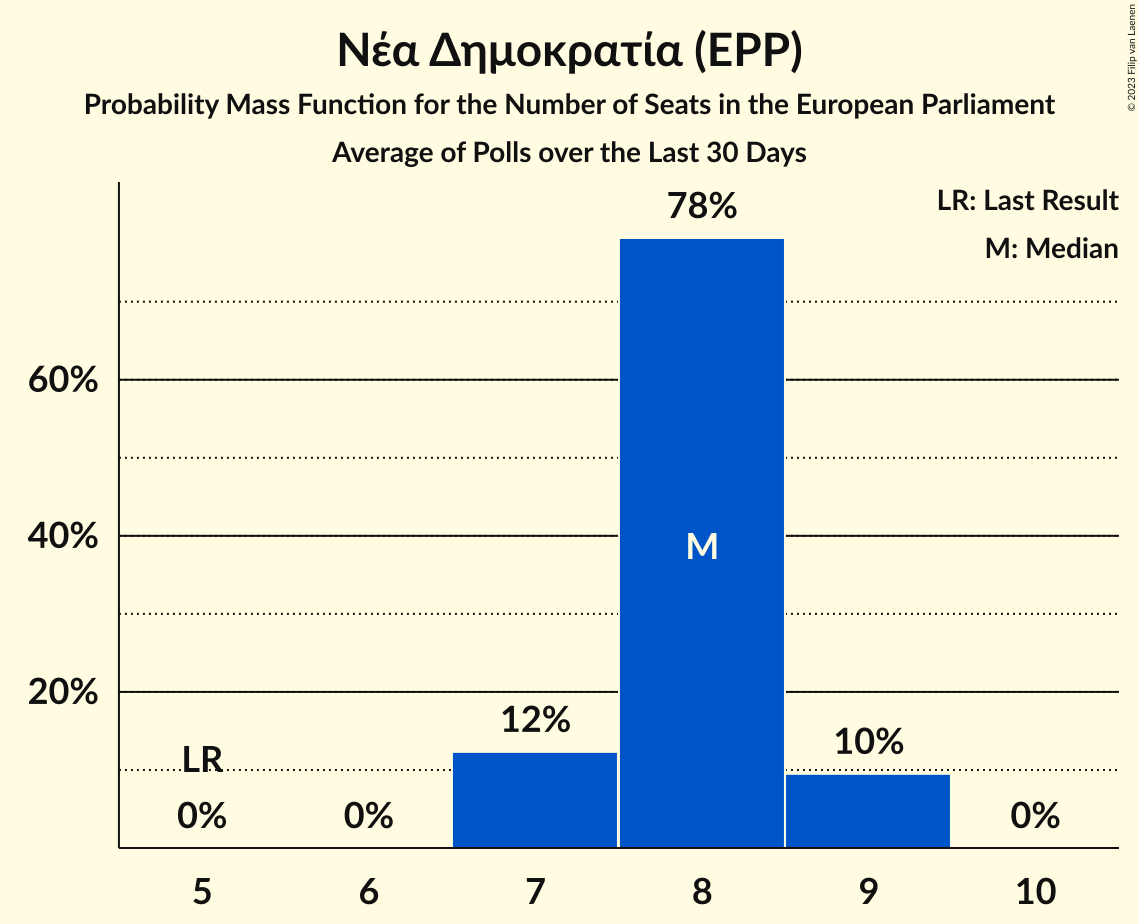 Νέα Δημοκρατία (EPP)
Probability Mass Function for the Number of Seats in the European Parliament
Average of Polls over the Last 30 Days
© 2023 Filip van Laenen
LR: Last Result
M: Median
78%
60%
40%
M
20%
12%
10%
LR
0%
0%
0%
5 6 7 8 9 10